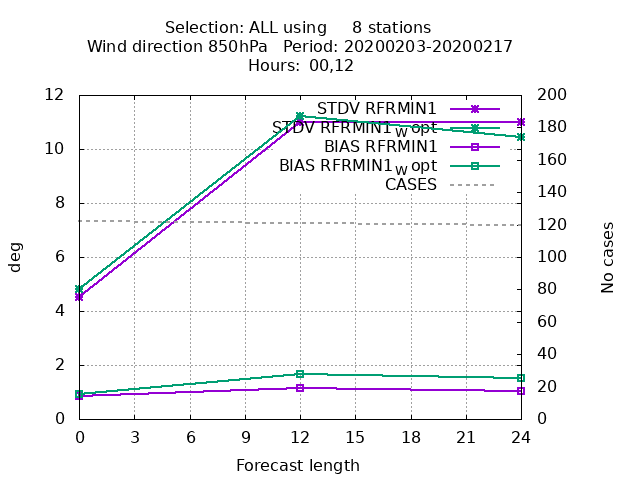 Selection: ALL using     8 stations
Wind direction 850hPa   Period: 20200203-20200217
Hours:  00,12
STDV RFRMIN1
STDV RFRMIN1w opt
BIAS RFRMIN1
BIAS RFRMIN1w opt
CASES
12
10
8
6
4
2
0
deg
200
180
160
140
120
100
80
60
40
20
0
No cases
0 3 6 9 12 15 18 21 24
Forecast length